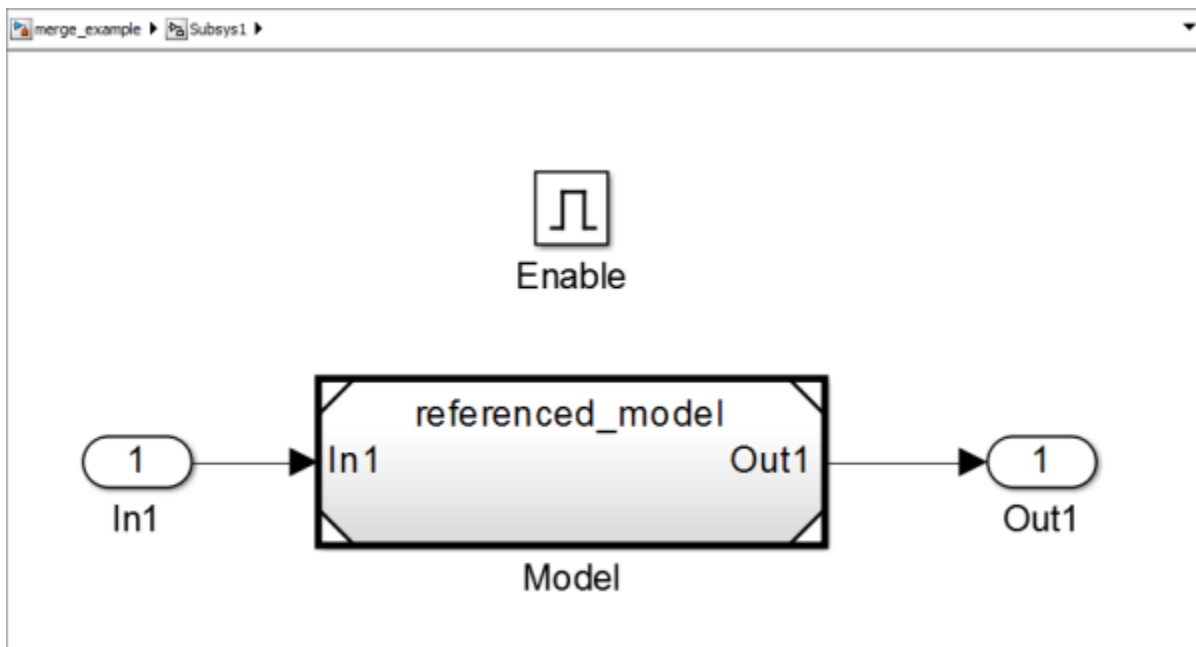 merge_example Subsys1
Enable
referenced_model
1 In1 Out1 1
In1 Out1
Model